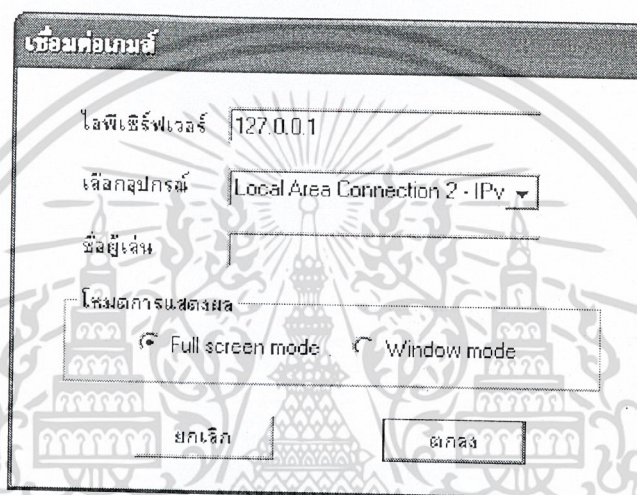 เชื่อมต่อเกมส์
ไอพีเซิร์ฟเวอร์ 127.0.0.1
เลือกอุปกรณ์ Local Area Connection 2 - IPv
ชื่อผู้เล่น
โหมดการแสดงผล
Full screen mode Window mode
ยกเลิก ตกลง